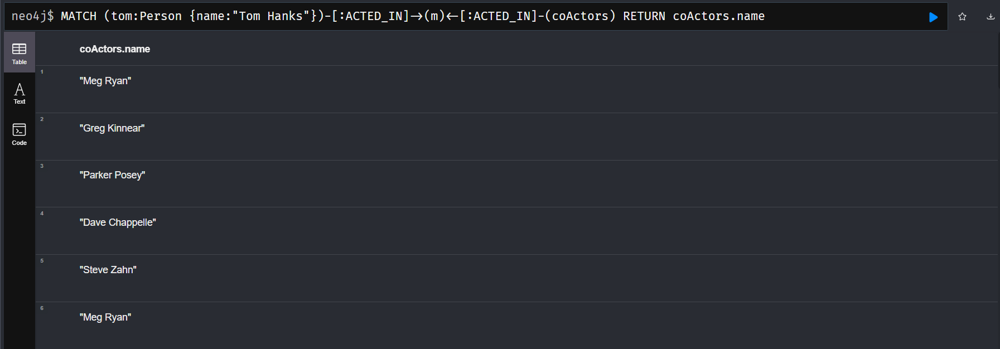 neo4j$ MATCH (tom:Person {name:"Tom Hanks"})-[:ACTED_IN]→(m)←[:ACTED_IN]-(coActors) RETURN coActors.name
Table
Text
Code
coActors.name
1
"Meg Ryan"
2
"Greg Kinnear"
3
"Parker Posey"
4
"Dave Chappelle"
5
"Steve Zahn"
6
"Meg Ryan"